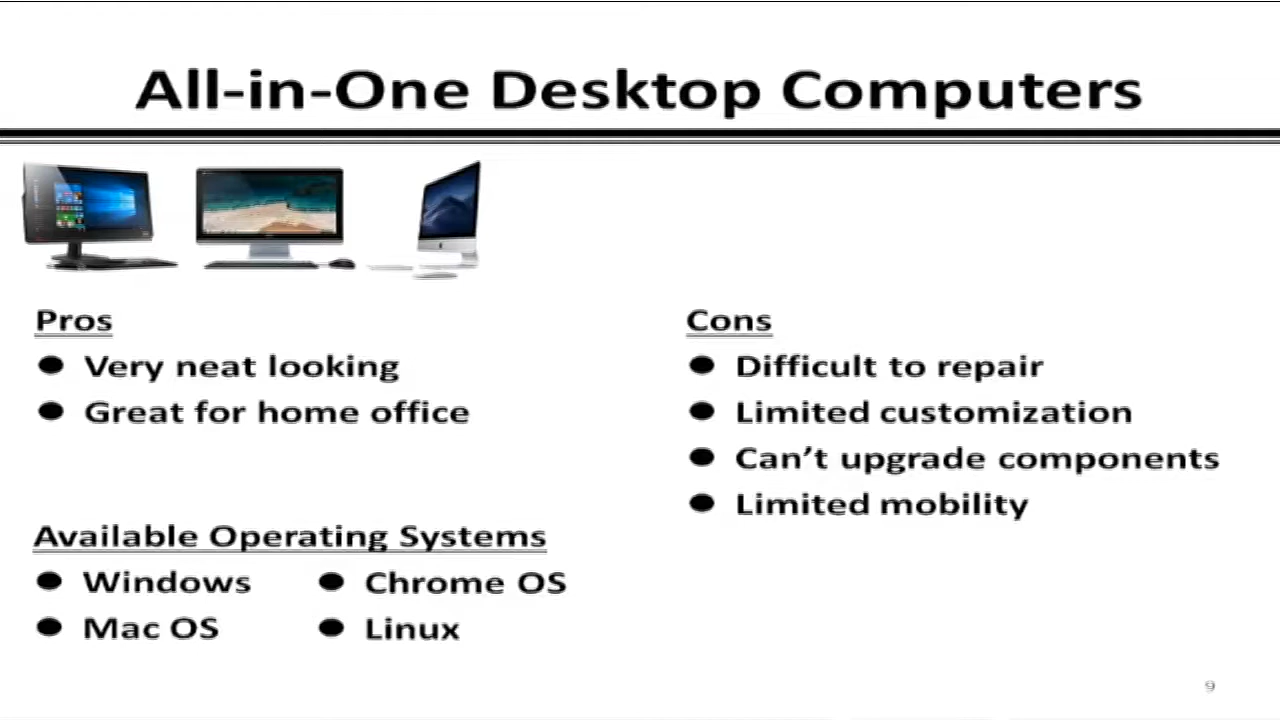 All-in-One Desktop Computers
Pros
● Very neat looking
● Great for home office
Cons
● Difficult to repair
● Limited customization
● Can't upgrade components
● Limited mobility
Available Operating Systems
● Windows
● Mac OS
● Chrome OS
● Linux
9